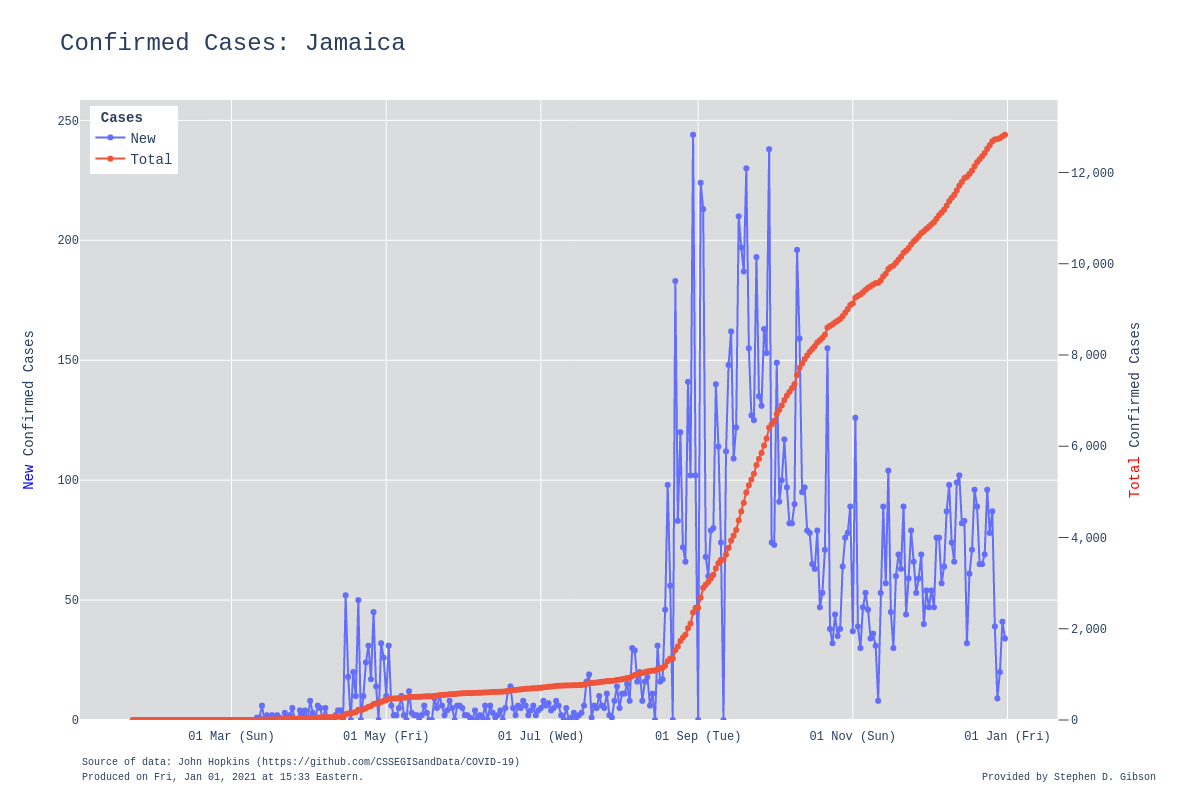 Confirmed Cases: Jamaica
Cases
New
Total
250
200
150
100
50
0
New Confirmed Cases
12,000
10,000
8,000
6,000
4,000
2,000
0
Total Confirmed Cases
01 Mar (Sun)
01 May (Fri)
01 Jul (Wed)
01 Sep (Tue)
01 Nov (Sun)
01 Jan (Fri)
Source of data: John Hopkins (https://github.com/CSSEGISandData/COVID-19)
Produced on Fri, Jan 01, 2021 at 15:33 Eastern.
Provided by Stephen D. Gibson